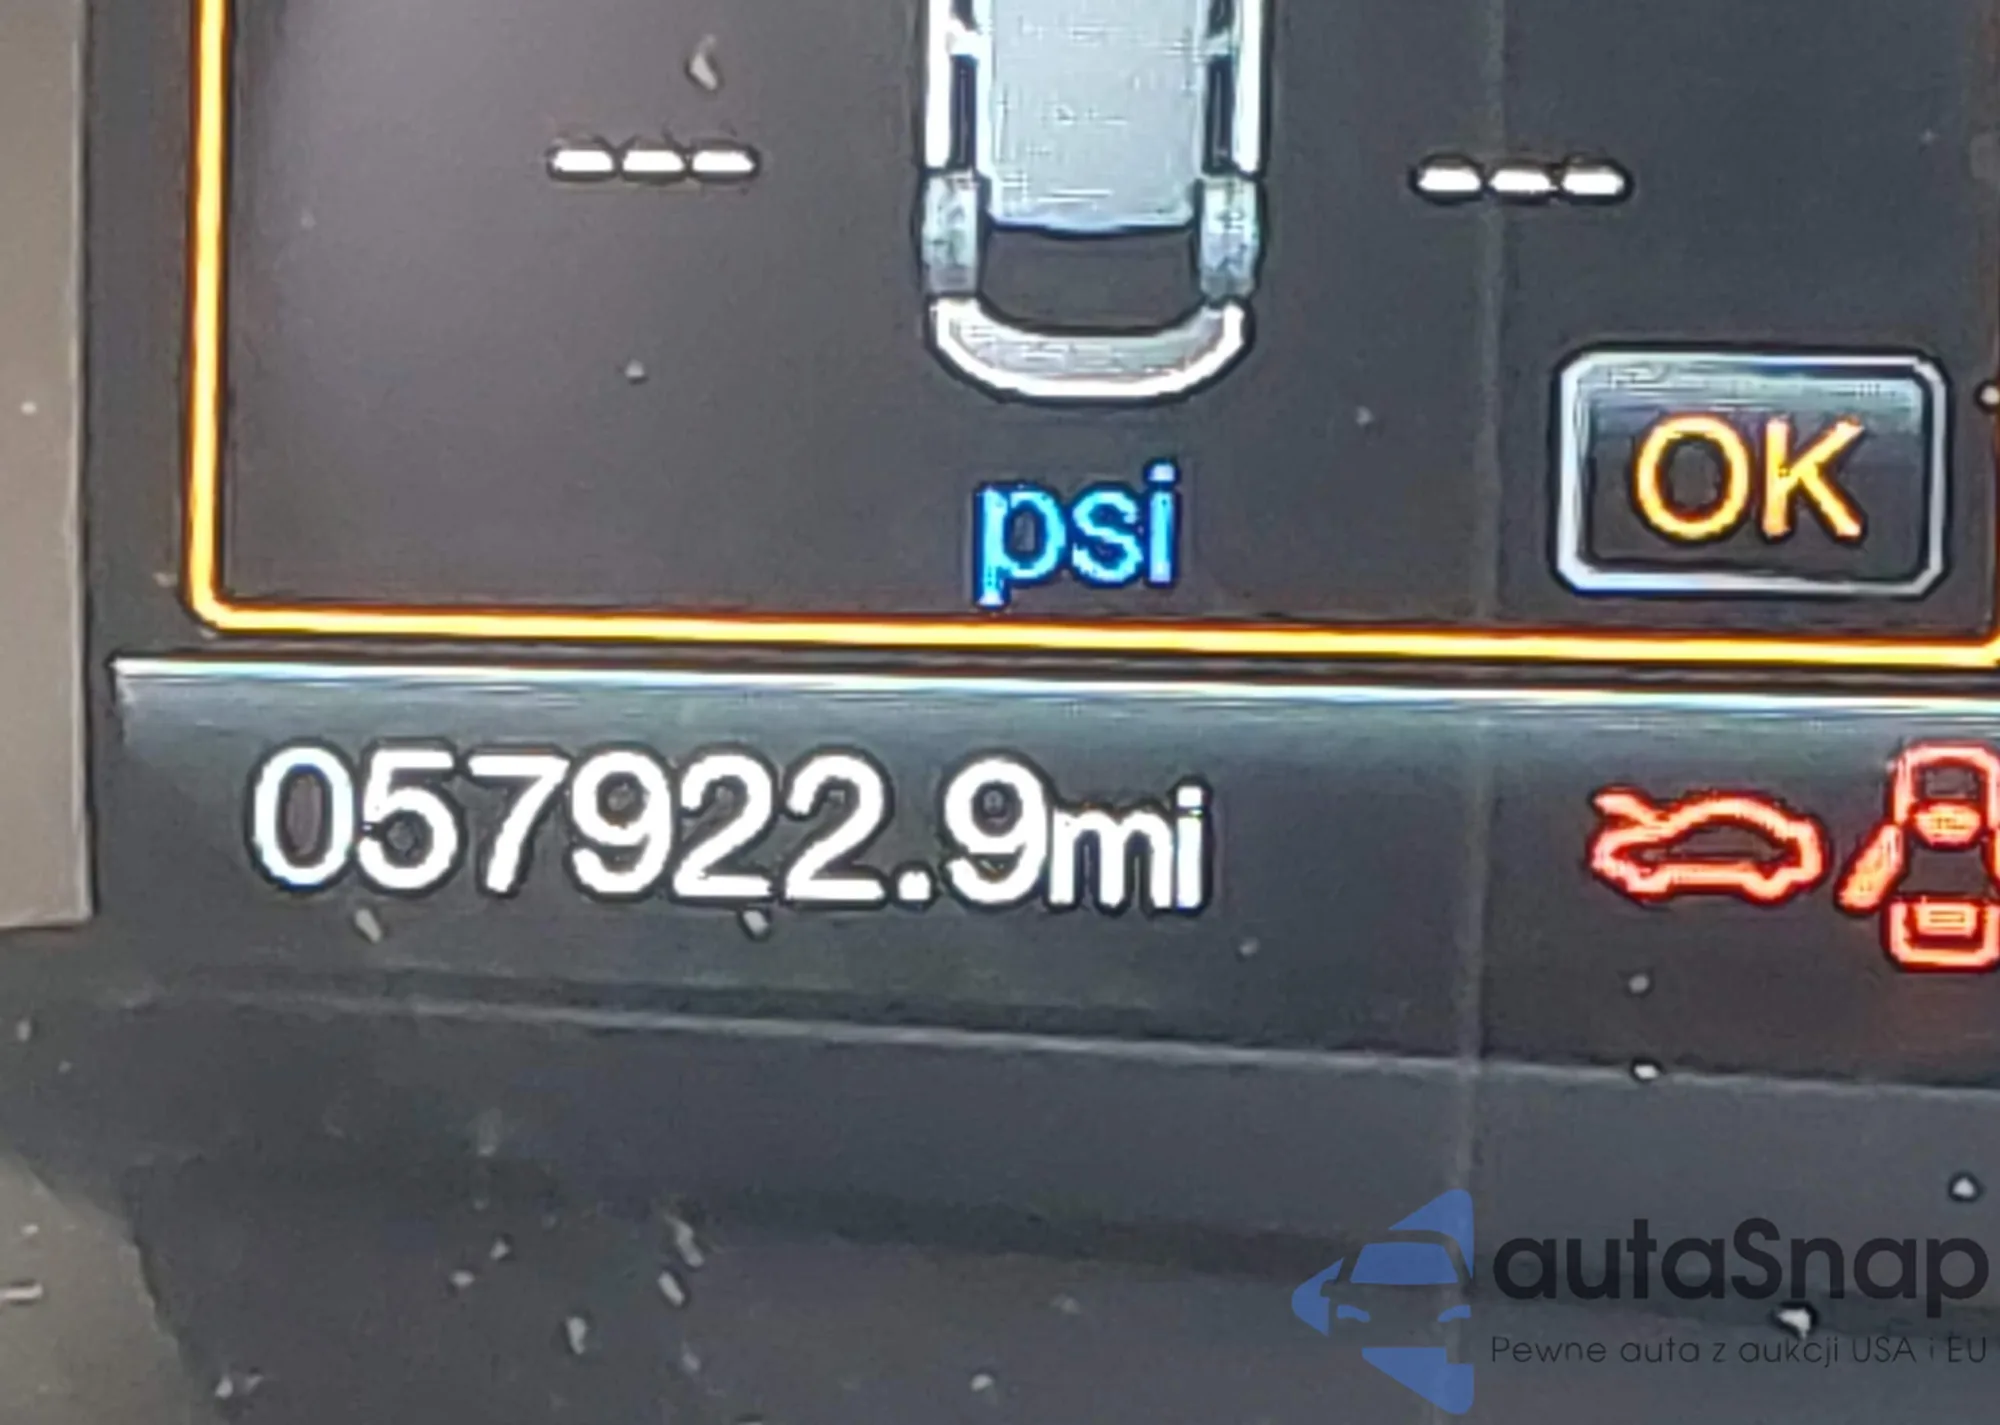 --- ---
psi
OK
057922.9mi
autaSnap
Pewne auta z aukcji USA i EU